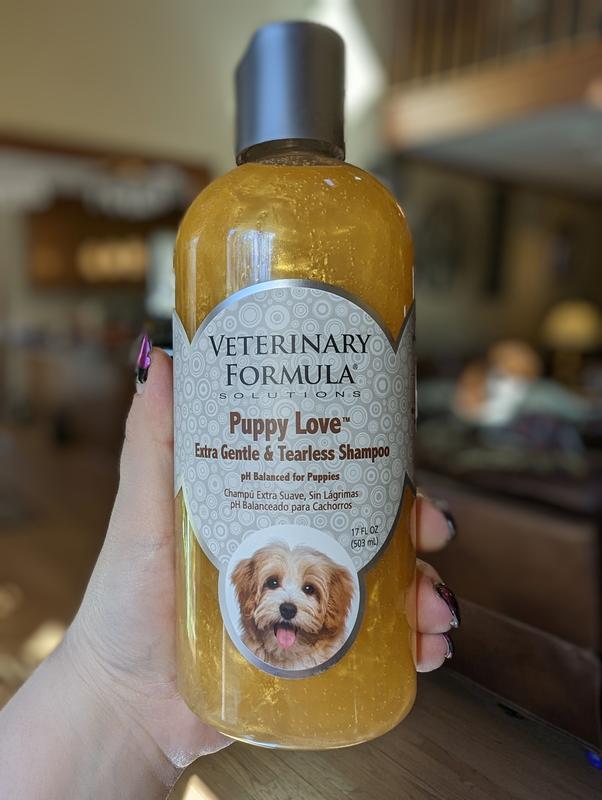 VETERINARY
FORMULA®
SOLUTIONS
Puppy Love™
Extra Gentle & Tearless Shampoo
pH Balanced for Puppies
Champú Extra Suave, Sin Lágrimas
pH Balanceado para Cachorros
17 FL OZ
(503 mL)